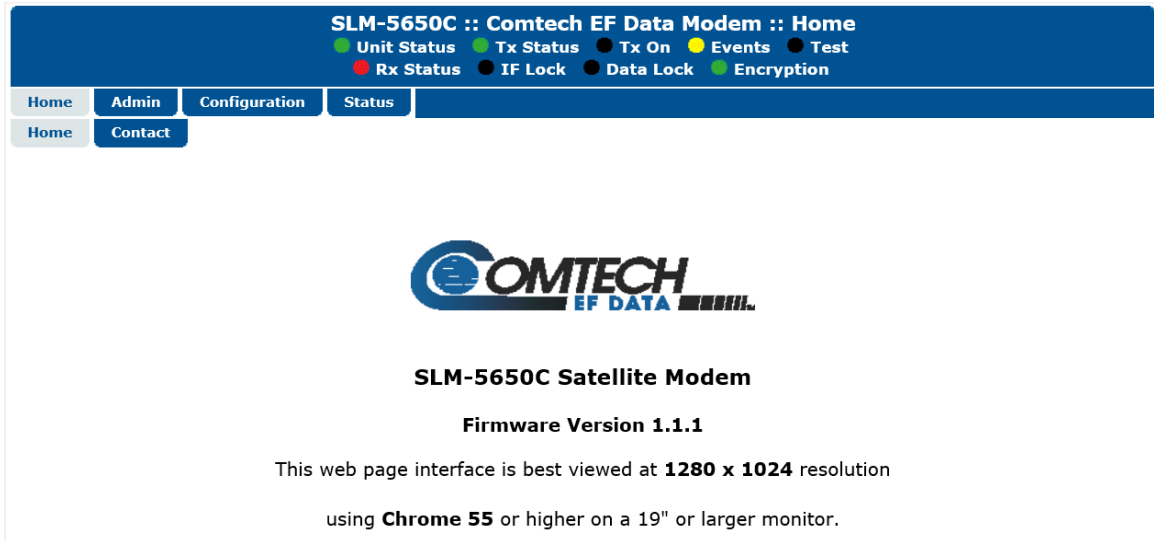 SLM-5650C :: Comtech EF Data Modem :: Home
Unit Status Tx Status Tx On Events Test
Rx Status IF Lock Data Lock Encryption
Home Admin Configuration Status
Home Contact
COMTECH
EF DATA
SLM-5650C Satellite Modem
Firmware Version 1.1.1
This web page interface is best viewed at 1280 x 1024 resolution
using Chrome 55 or higher on a 19" or larger monitor.